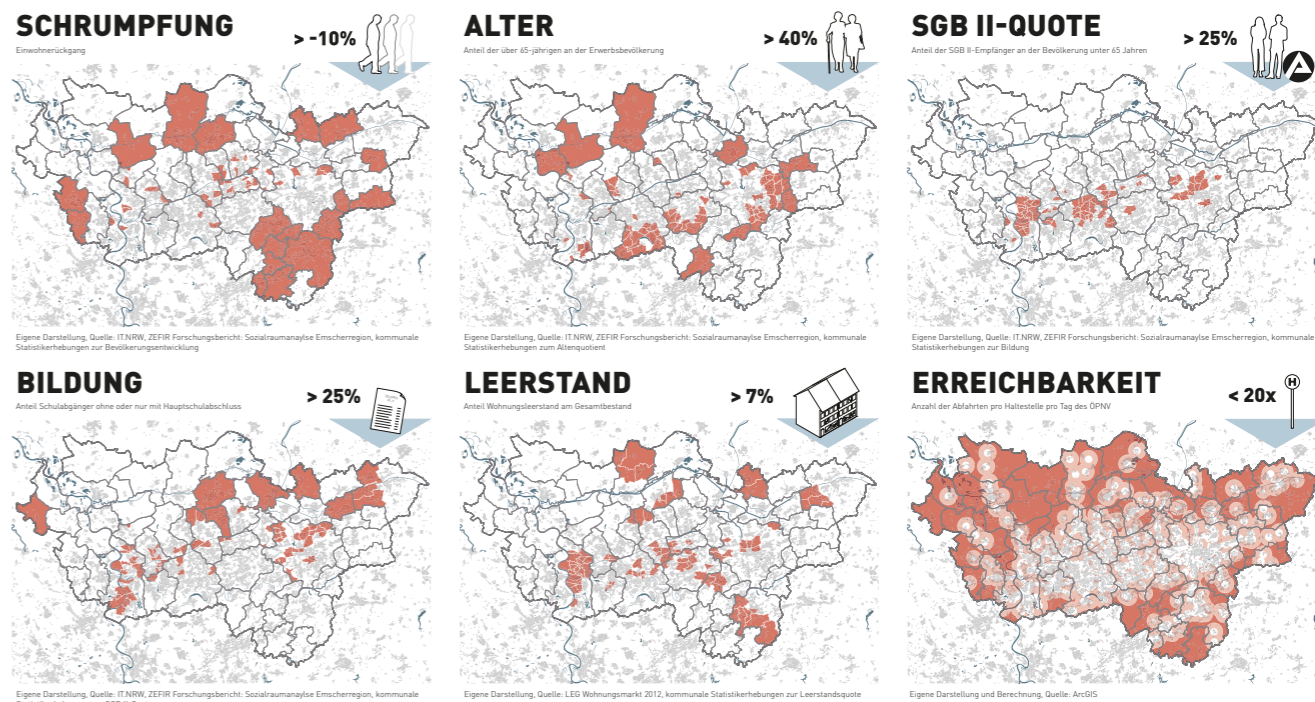 SCHRUMPFUNG
Einwohnerückgang
> -10%
Eigene Darstellung, Quelle: IT.NRW, ZEFIR Forschungsbericht: Sozialraumanaylse Emscherregion, kommunale
Statistikerhebungen zur Bevölkerungsentwicklung
ALTER
Anteil der über 65-jährigen an der Erwerbsbevölkerung
> 40%
Eigene Darstellung, Quelle: IT.NRW, ZEFIR Forschungsbericht: Sozialraumanaylse Emscherregion, kommunale
Statistikerhebungen zum Altenquotient
SGB II-QUOTE
Anteil der SGB II-Empfänger an der Bevölkerung unter 65 Jahren
> 25%
Eigene Darstellung, Quelle: IT.NRW, ZEFIR Forschungsbericht: Sozialraumanaylse Emscherregion, kommunale
Statistikerhebungen zur Bildung
BILDUNG
Anteil Schulabgänger ohne oder nur mit Hauptschulabschluss
> 25%
Eigene Darstellung, Quelle: IT.NRW, ZEFIR Forschungsbericht: Sozialraumanaylse Emscherregion, kommunale
LEERSTAND
Anteil Wohnungsleerstand am Gesamtbestand
> 7%
Eigene Darstellung, Quelle: LEG Wohnungsmarkt 2012, kommunale Statistikerhebungen zur Leerstandsquote
ERREICHBARKEIT
Anzahl der Abfahrten pro Haltestelle pro Tag des ÖPNV
< 20x
H
Eigene Darstellung und Berechnung, Quelle: ArcGIS